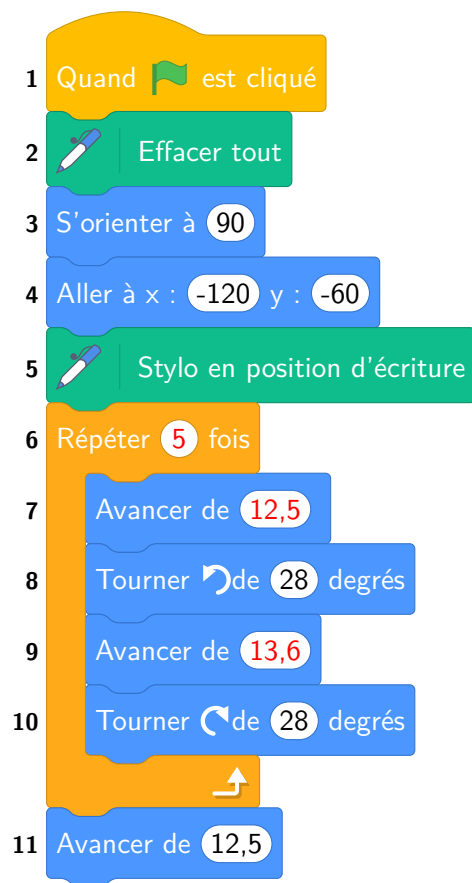 1 Quand est cliqué
2 Effacer tout
3 S'orienter à 90
4 Aller à x : -120 y : -60
5 Stylo en position d'écriture
6 Répéter 5 fois
7 Avancer de 12,5
8 Tourner de 28 degrés
9 Avancer de 13,6
10 Tourner de 28 degrés
11 Avancer de 12,5